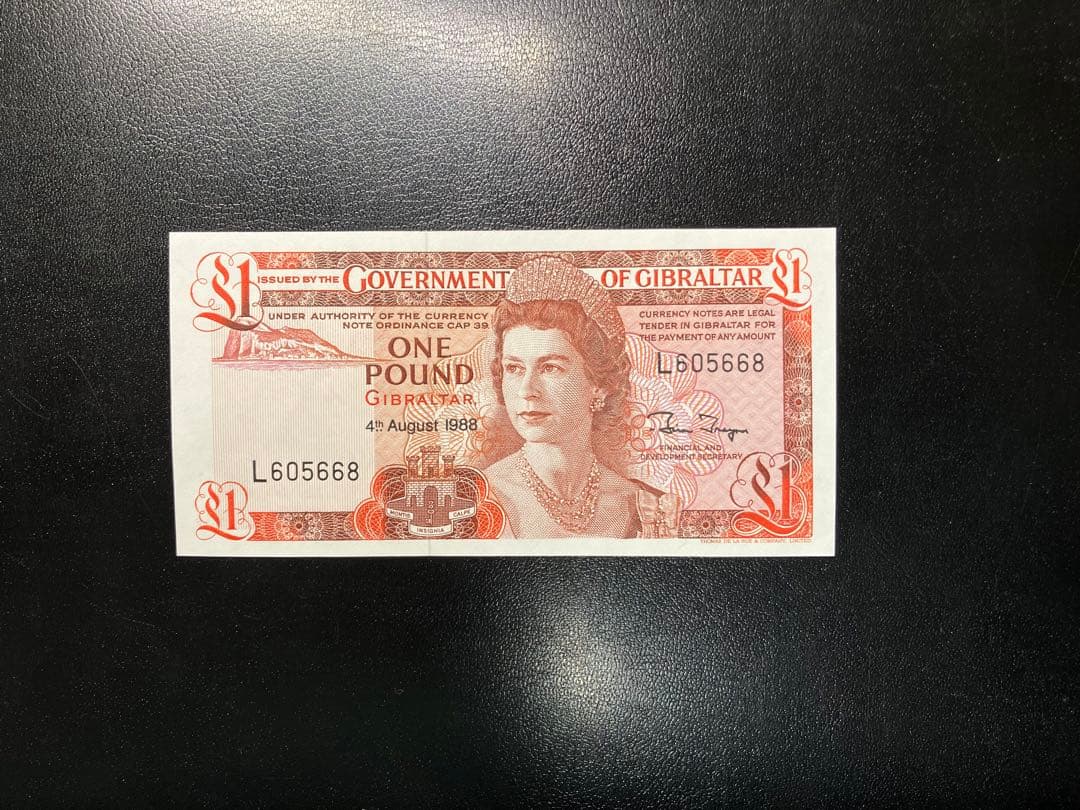 £1 ISSUED BY THE GOVERNMENT OF GIBRALTAR £1
UNDER AUTHORITY OF THE CURRENCY
NOTE ORDINANCE CAP 39
CURRENCY NOTES ARE LEGAL
TENDER IN GIBRALTAR FOR
THE PAYMENT OF ANY AMOUNT
ONE
POUND
GIBRALTAR,
4th August 1988
L605668
L605668
FINANCIAL AND
DEVELOPMENT SECRETARY
£1
MONTIS INSIGNIA CALPE
£1
THOMAS DE LA RUE & COMPANY, LIMITED